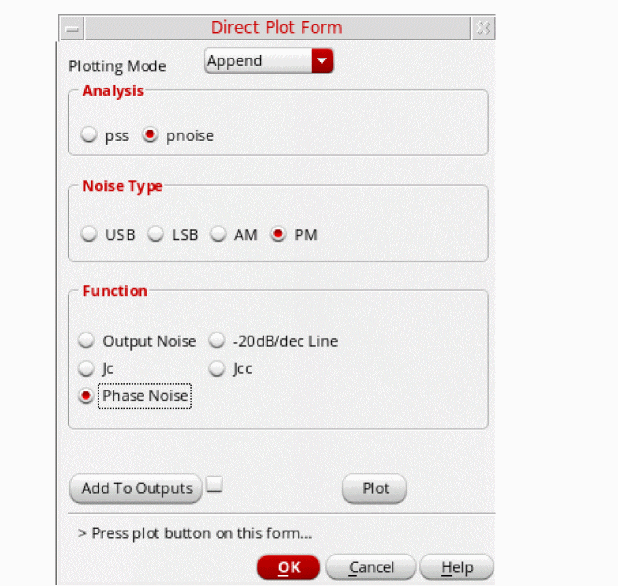 Direct Plot Form
Plotting Mode Append
Analysis
pss pnoise
Noise Type
USB LSB AM PM
Function
Output Noise -20dB/dec Line
Jc Jcc
Phase Noise
Add To Outputs Plot
> Press plot button on this form...
OK Cancel Help